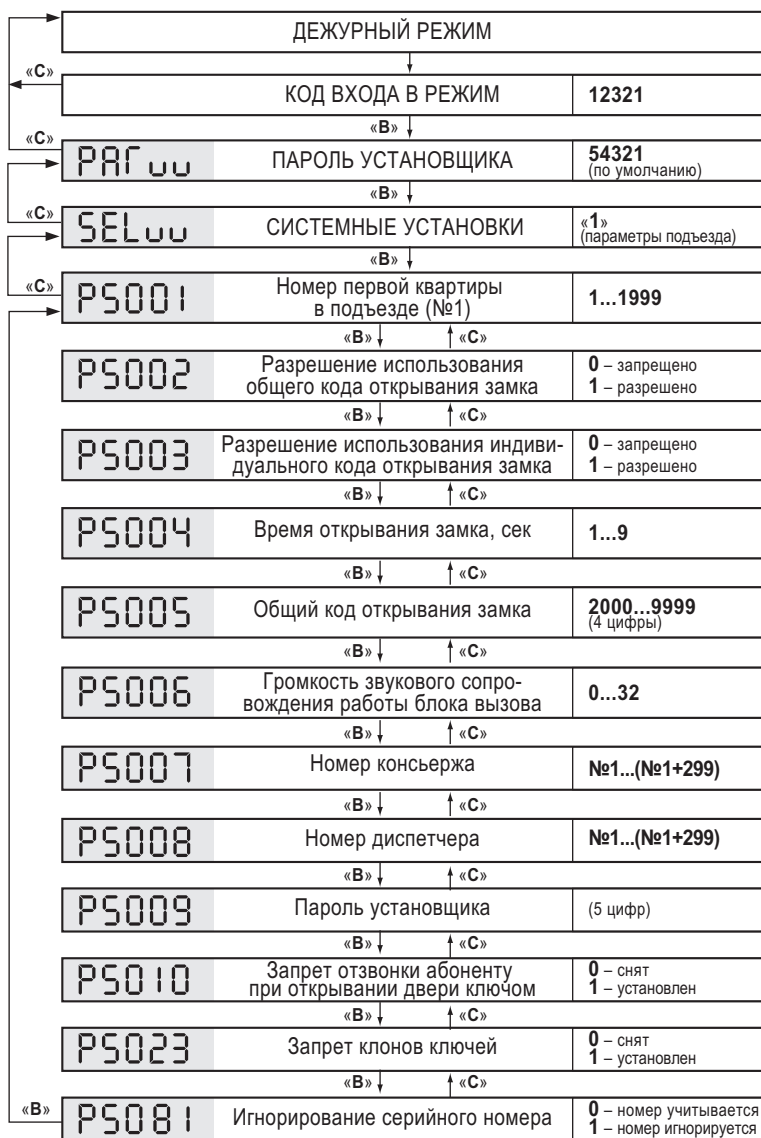 ДЕЖУРНЫЙ РЕЖИМ
«С»
КОД ВХОДА В РЕЖИМ
12321
«В»
«С»
PAГuu
ПАРОЛЬ УСТАНОВЩИКА
54321
(по умолчанию)
«В»
«С»
SELuu
СИСТЕМНЫЕ УСТАНОВКИ
«1»
(параметры подъезда)
«В»
«С»
PS001
Номер первой квартиры
в подъезде (№1)
1...1999
«В» «С»
PS002
Разрешение использования
общего кода открывания замка
0 – запрещено
1 – разрешено
«В» «С»
PS003
Разрешение использования индиви-
дуального кода открывания замка
0 – запрещено
1 – разрешено
«В» «С»
PS004
Время открывания замка, сек
1...9
«В» «С»
PS005
Общий код открывания замка
2000...9999
(4 цифры)
«В» «С»
PS006
Громкость звукового сопро-
вождения работы блока вызова
0...32
«В» «С»
PS007
Номер консьержа
№1...(№1+299)
«В» «С»
PS008
Номер диспетчера
№1...(№1+299)
«В» «С»
PS009
Пароль установщика
(5 цифр)
«В» «С»
PS010
Запрет отзвонки абоненту
при открывании двери ключом
0 – снят
1 – установлен
«В» «С»
PS023
Запрет клонов ключей
0 – снят
1 – установлен
«В» «С»
«В»
PS081
Игнорирование серийного номера
0 – номер учитывается
1 – номер игнорируется